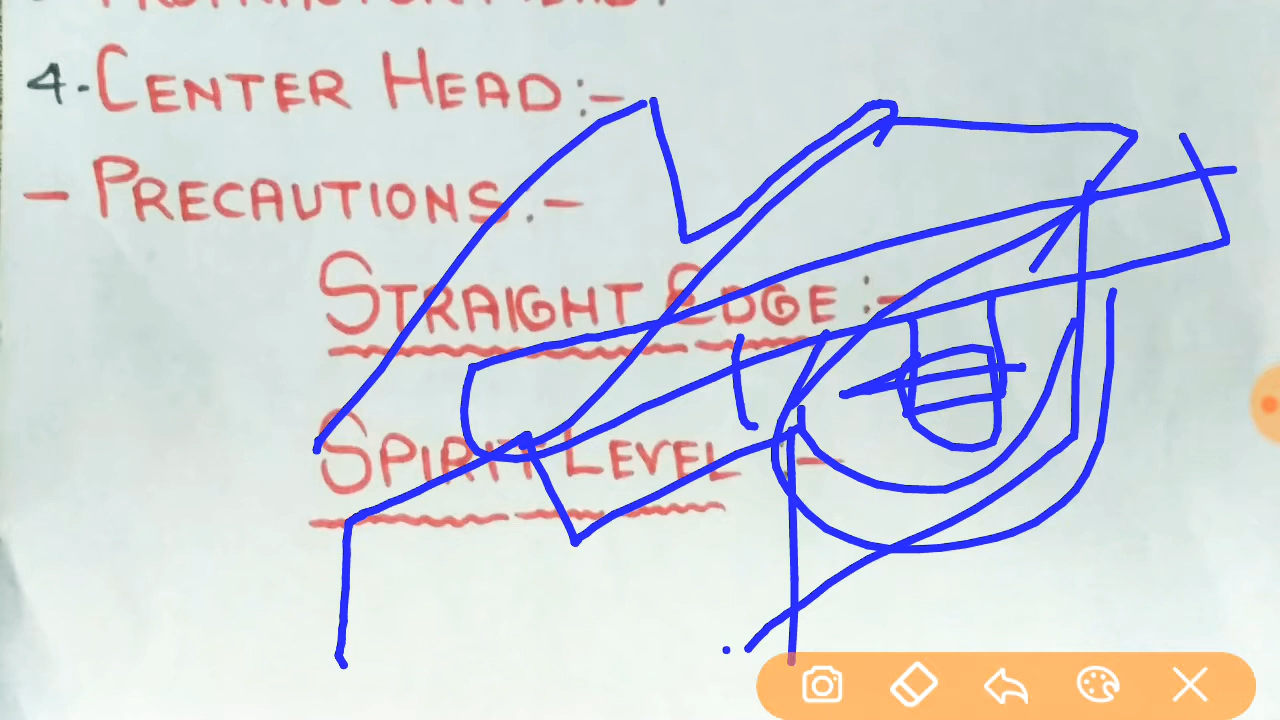 4. CENTER HEAD :-
- PRECAUTIONS :-
STRAIGHT EDGE :-
SPIRIT LEVEL :-